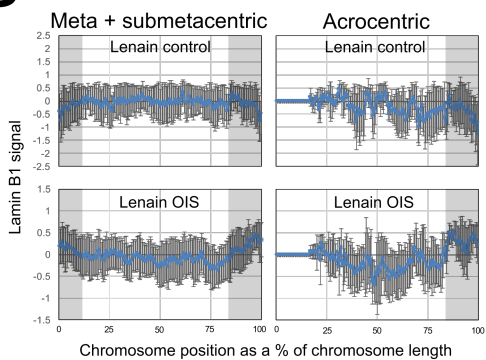 Meta + submetacentric
Acrocentric
Lenain control
Lenain control
2.5
2
1.5
1
0.5
0
-0.5
-1
-1.5
-2
-2.5
Lamin B1 signal
Lenain OIS
Lenain OIS
1.5
1
0.5
0
-0.5
-1
-1.5
0 25 50 75 100
0 25 50 75 100
Chromosome position as a % of chromosome length